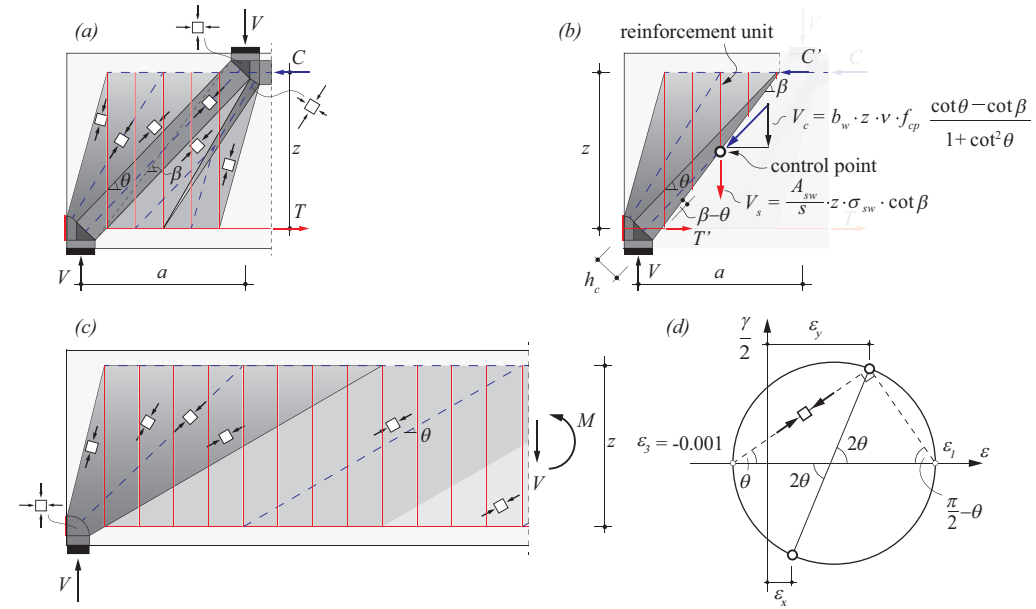 (a)
V
C
θ
β
z
T
V
a
(b)
reinforcement unit
V
C
C'
β
V_c = b_w · z · ν · f_cp (cotθ − cotβ)/(1 + cot²θ)
z
control point
θ
V_s = A_sw/s · z · σ_sw · cotβ
β−θ
T
T'
h_c
V
a
(c)
θ
M
V
z
V
(d)
γ/2
ε_y
ε_3 = -0.001
2θ
ε_1
ε
θ
2θ
π/2 −θ
ε_x